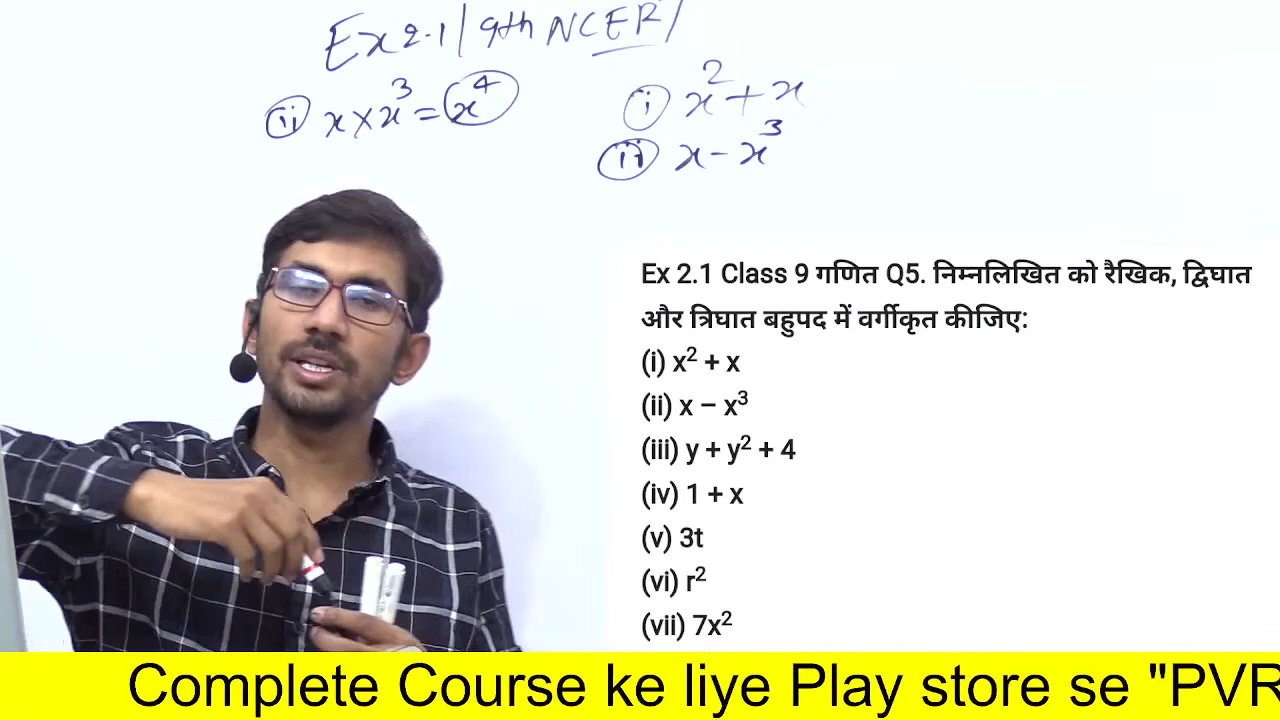 Ex 2.1 / 9th NCER/
(ii) x × x³ = x⁴
(i) x² + x
(ii) x - x³
Ex 2.1 Class 9 गणित Q5. निम्नलिखित को रैखिक, द्विघात
और त्रिघात बहुपद में वर्गीकृत कीजिए:
(i) x² + x
(ii) x – x³
(iii) y + y² + 4
(iv) 1 + x
(v) 3t
(vi) r²
(vii) 7x²
Complete Course ke liye Play store se "PVR